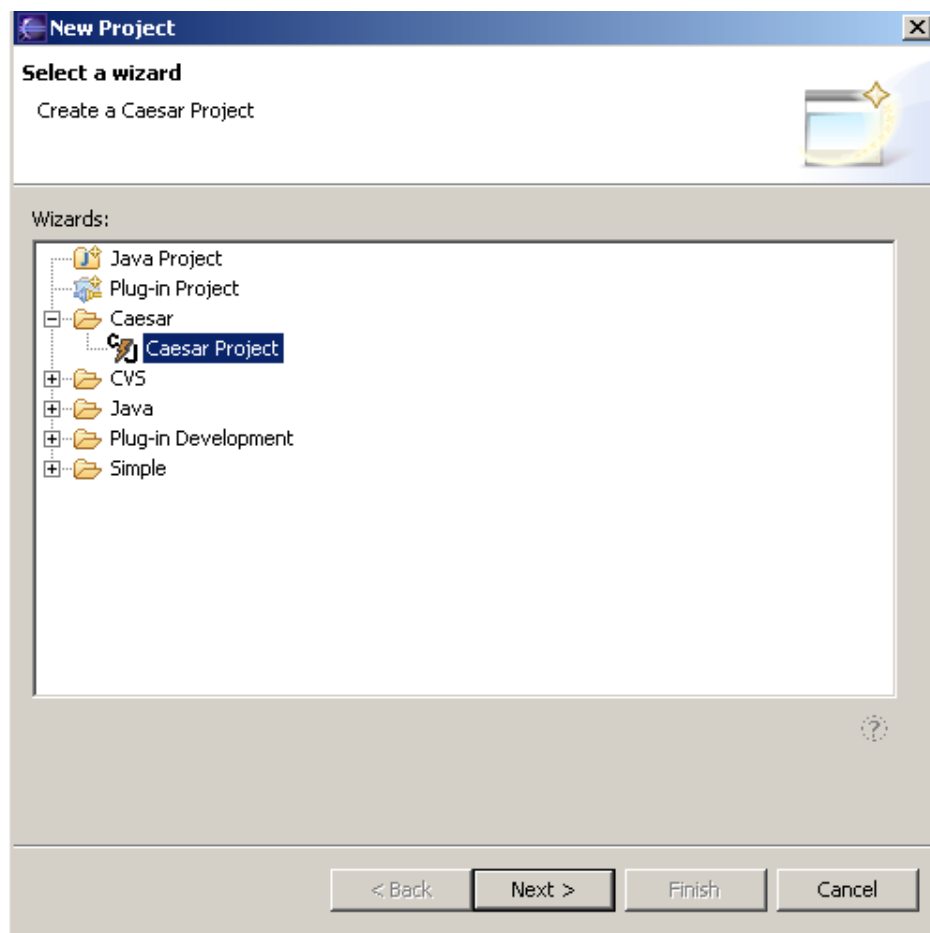 New Project
Select a wizard
Create a Caesar Project
Wizards:
Java Project
Plug-in Project
Caesar
Caesar Project
CVS
Java
Plug-in Development
Simple
< Back Next > Finish Cancel